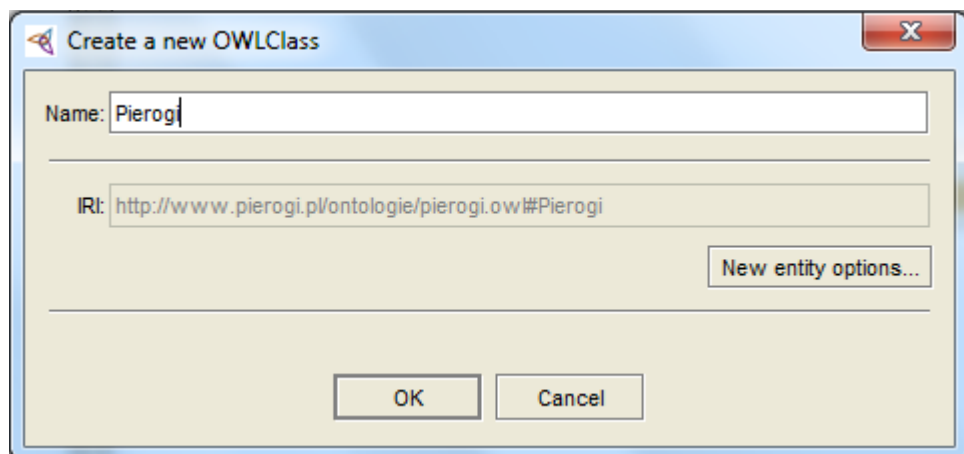 Create a new OWLClass
Name: Pierogi
IRI: http://www.pierogi.pl/ontologie/pierogi.owl#Pierogi
New entity options...
OK Cancel